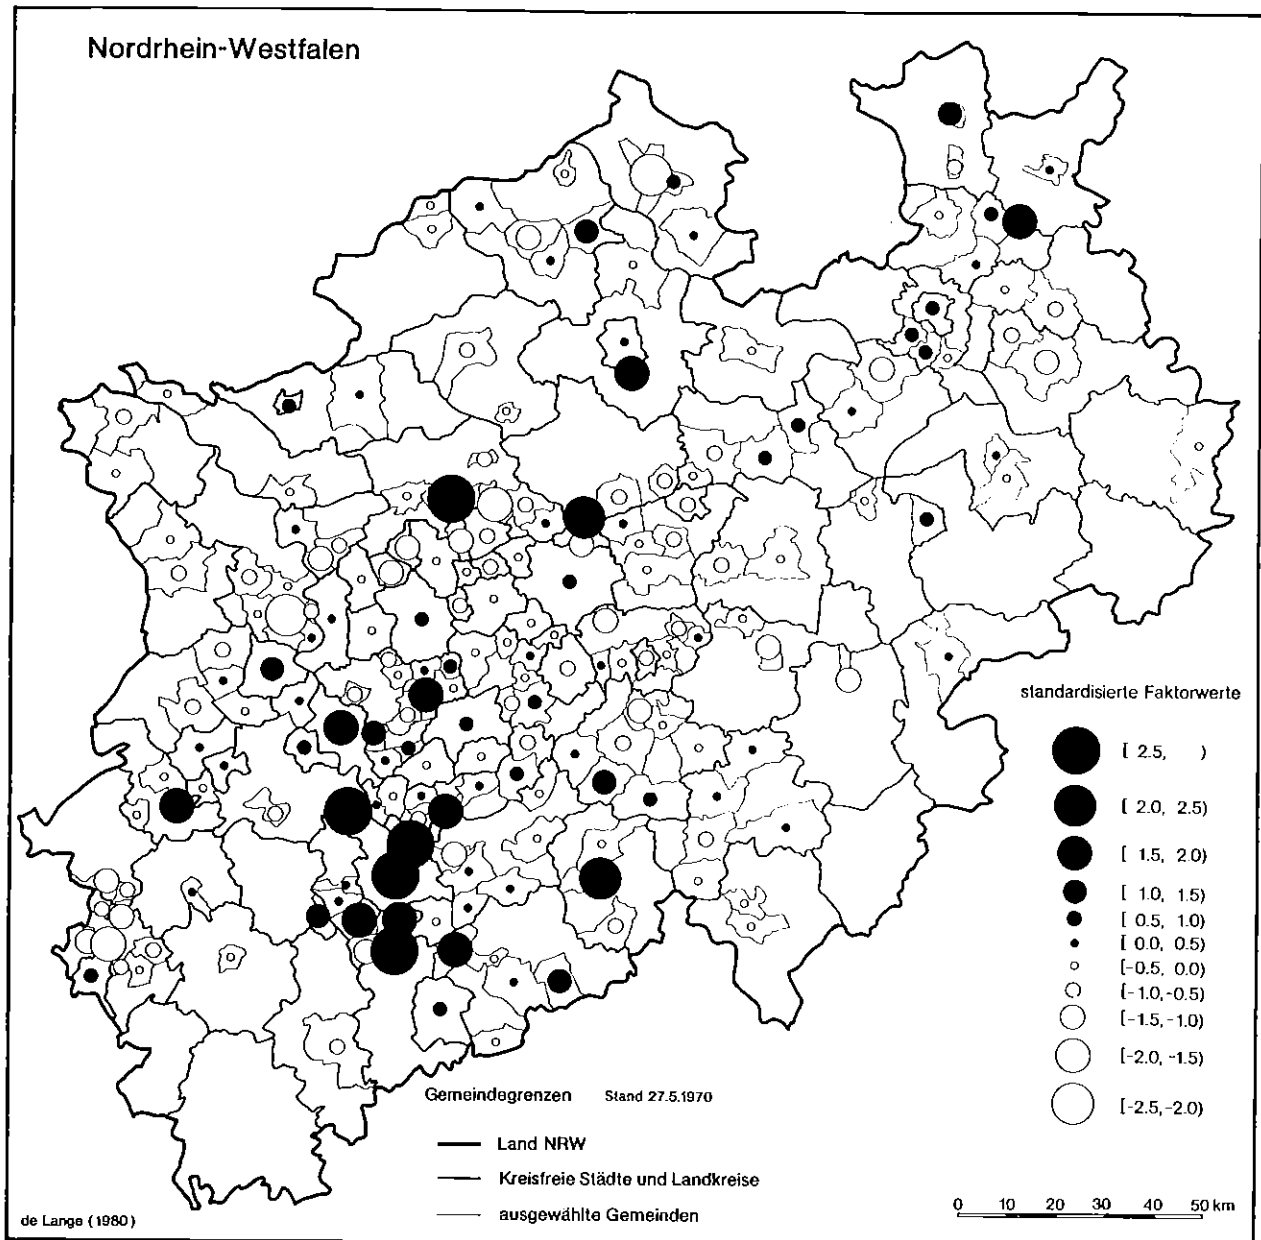 Nordrhein-Westfalen
standardisierte Faktorwerte
[ 2.5, )
[ 2.0, 2.5)
[ 1.5, 2.0)
[ 1.0, 1.5)
[ 0.5, 1.0)
[ 0.0, 0.5)
[-0.5, 0.0)
[-1.0,-0.5)
[-1.5,-1.0)
[-2.0, -1.5)
[-2.5,-2.0)
Gemeindegrenzen Stand 27.5.1970
Land NRW
Kreisfreie Städte und Landkreise
ausgewählte Gemeinden
0 10 20 30 40 50 km
de Lange (1980)